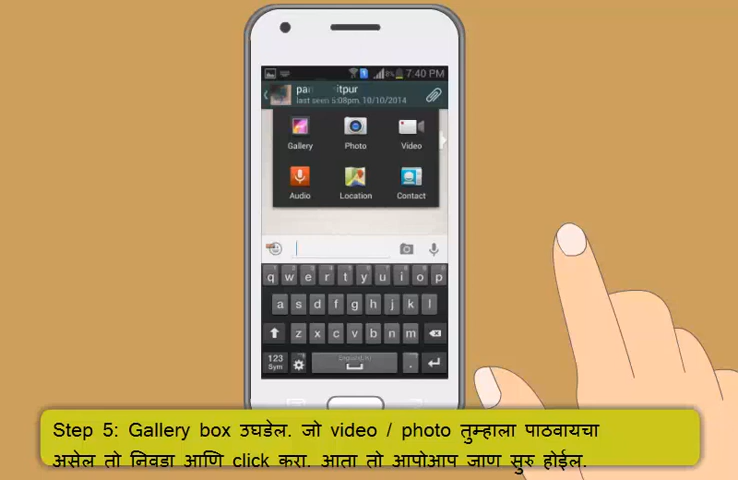 7:40 PM
last seen 5:08pm, 10/10/2014
Gallery Photo Video
Audio Location Contact
q w e r t y u i o p
a s d f g h j k l
z x c v b n m
123
Sym
English(UK)
.
Step 5: Gallery box उघडेल. जो video / photo तुम्हाला पाठवायचा
असेल तो निवडा आणि click करा. आता तो आपोआप जाण सुरु होईल.